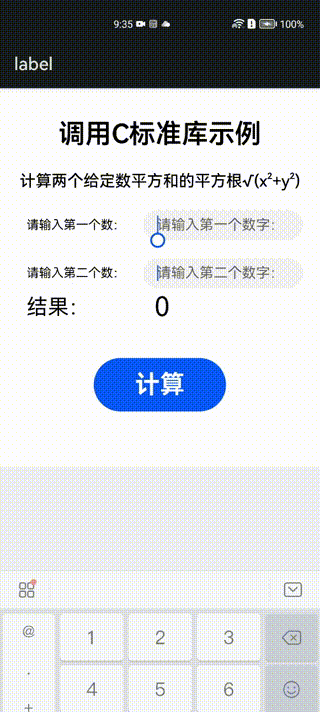 9:35 100%
label
调用C标准库示例
计算两个给定数平方和的平方根√(x²+y²)
请输入第一个数: 请输入第一个数字:
请输入第二个数: 请输入第二个数字:
结果: 0
计算
@ 1 2 3
. 4 5 6
+